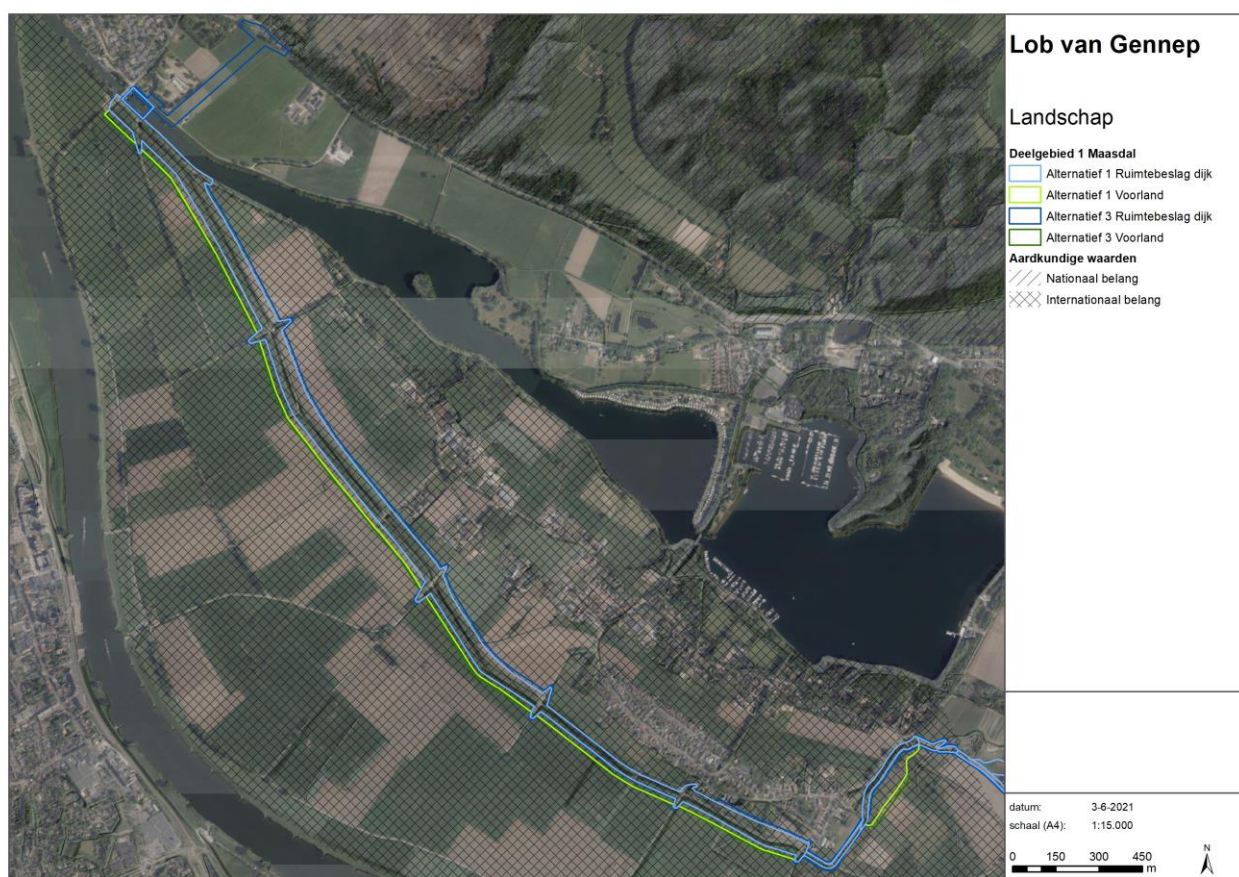 Lob van Gennep
Landschap
Deelgebied 1 Maasdal
Alternatief 1 Ruimtebeslag dijk
Alternatief 1 Voorland
Alternatief 3 Ruimtebeslag dijk
Alternatief 3 Voorland
Aardkundige waarden
Nationaal belang
Internationaal belang
datum: 3-6-2021
schaal (A4): 1:15.000
N
0 150 300 450
m